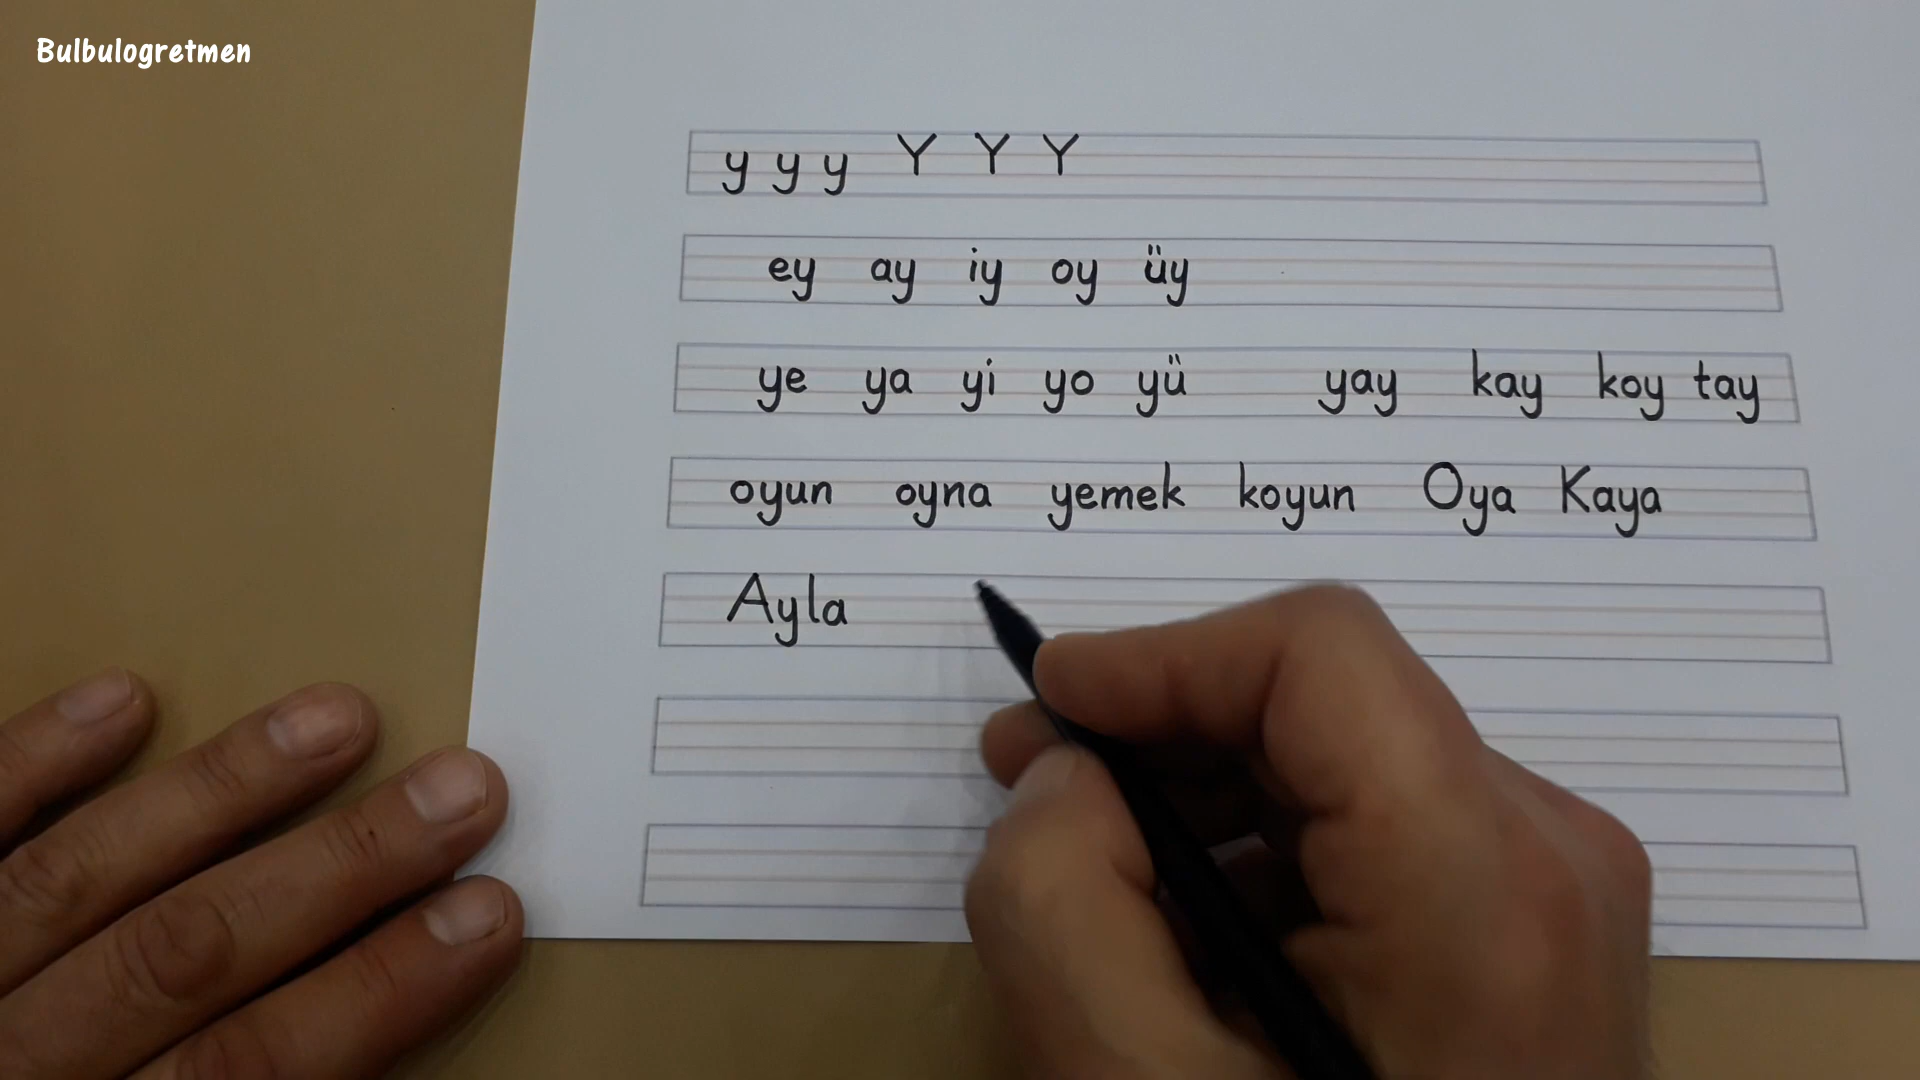 Bulbulogretmen
y y y Y Y Y
ey ay iy oy üy
ye ya yi yo yü yay kay koy tay
oyun oyna yemek koyun Oya Kaya
Ayla